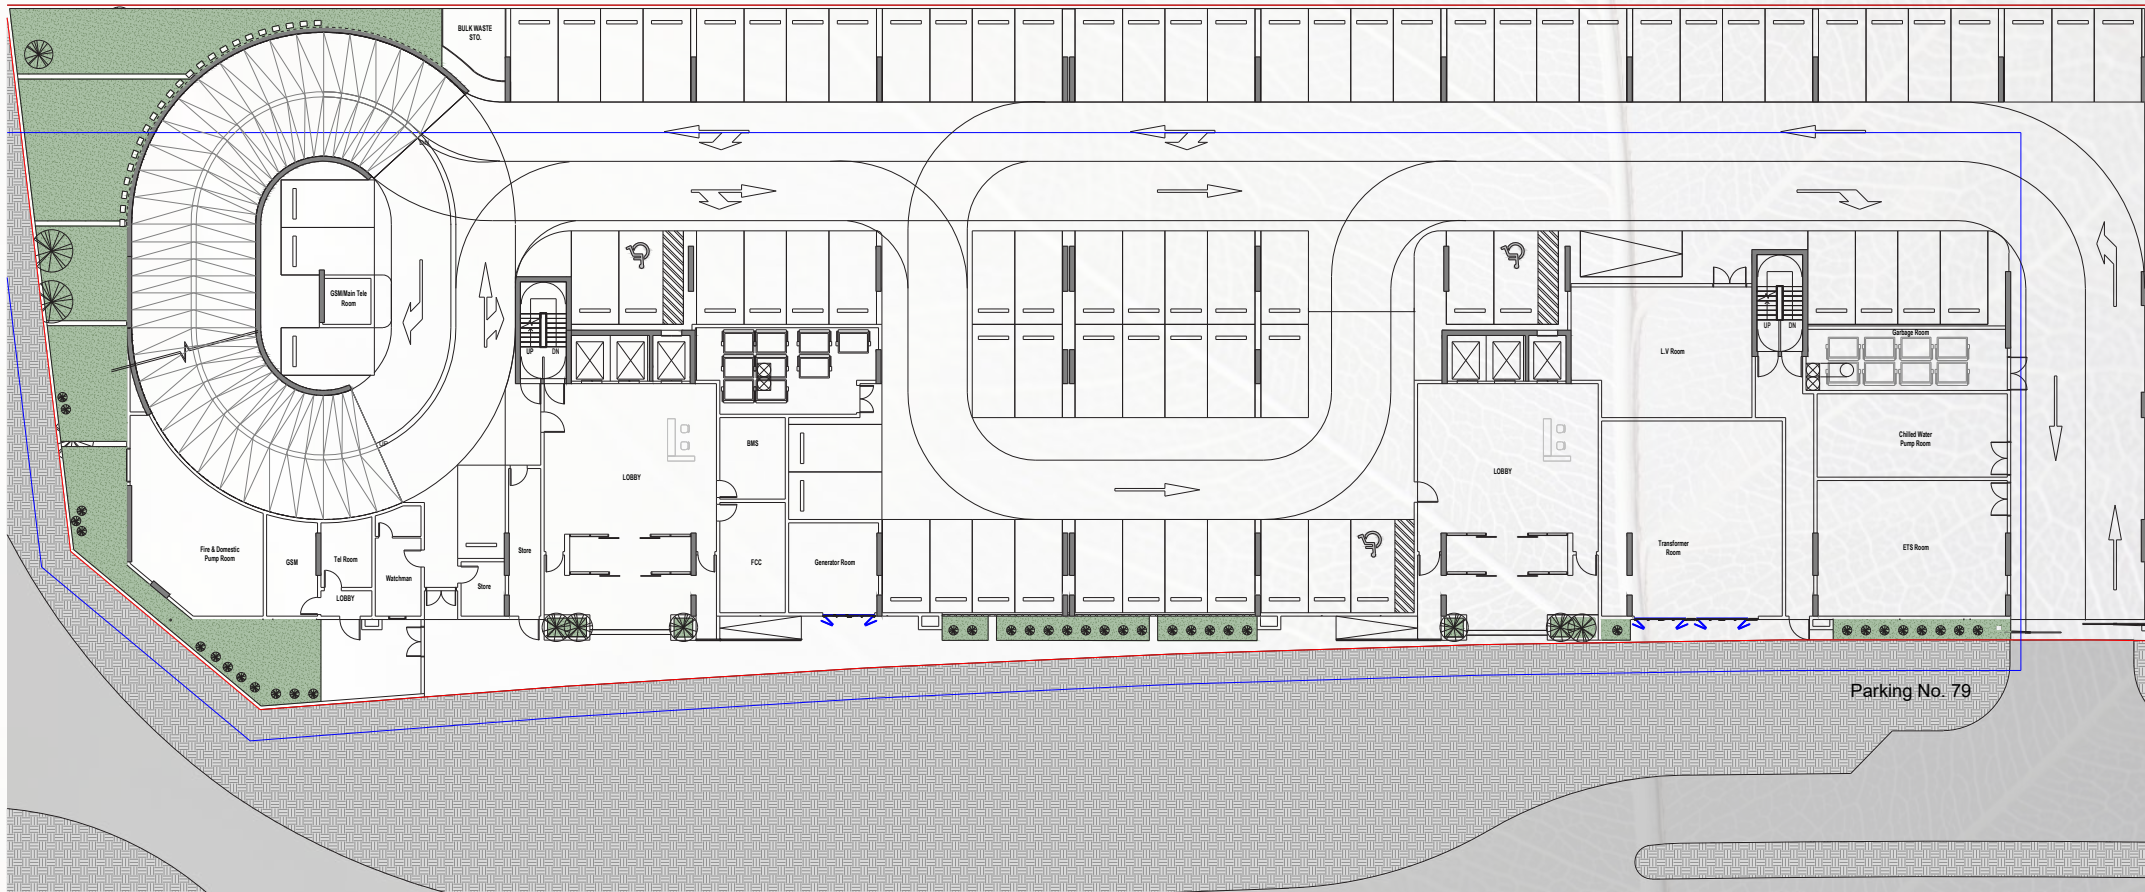 BULK WASTE
STO.
DN
GSM/Main Tele
Room
UP
DN
UP
DN
Garbage Room
L.V Room
UP
BMS
LOBBY
LOBBY
Chilled Water
Pump Room
Fire & Domestic
Pump Room
GSM
Tel Room
Watchman
LOBBY
Store
Store
FCC
Generator Room
Transformer
Room
ETS Room
Parking No. 79